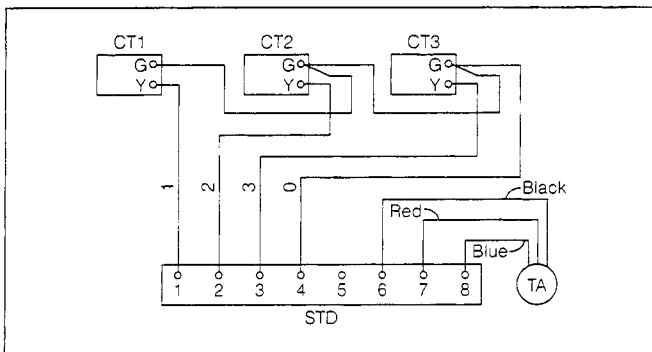 CT1 CT2 CT3
G G G
Y Y Y
1 2 3 0
Black
Red
Blue
1 2 3 4 5 6 7 8 TA
STD